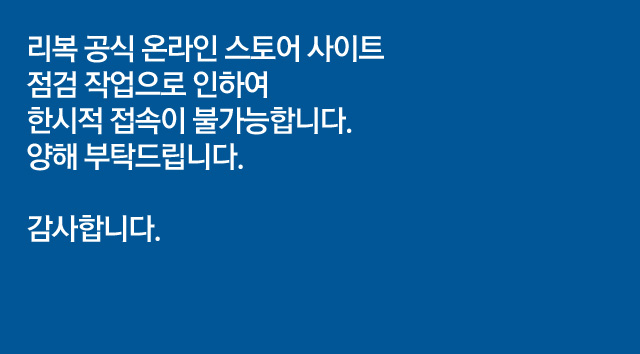 리복 공식 온라인 스토어 사이트
점검 작업으로 인하여
한시적 접속이 불가능합니다.
양해 부탁드립니다.
감사합니다.